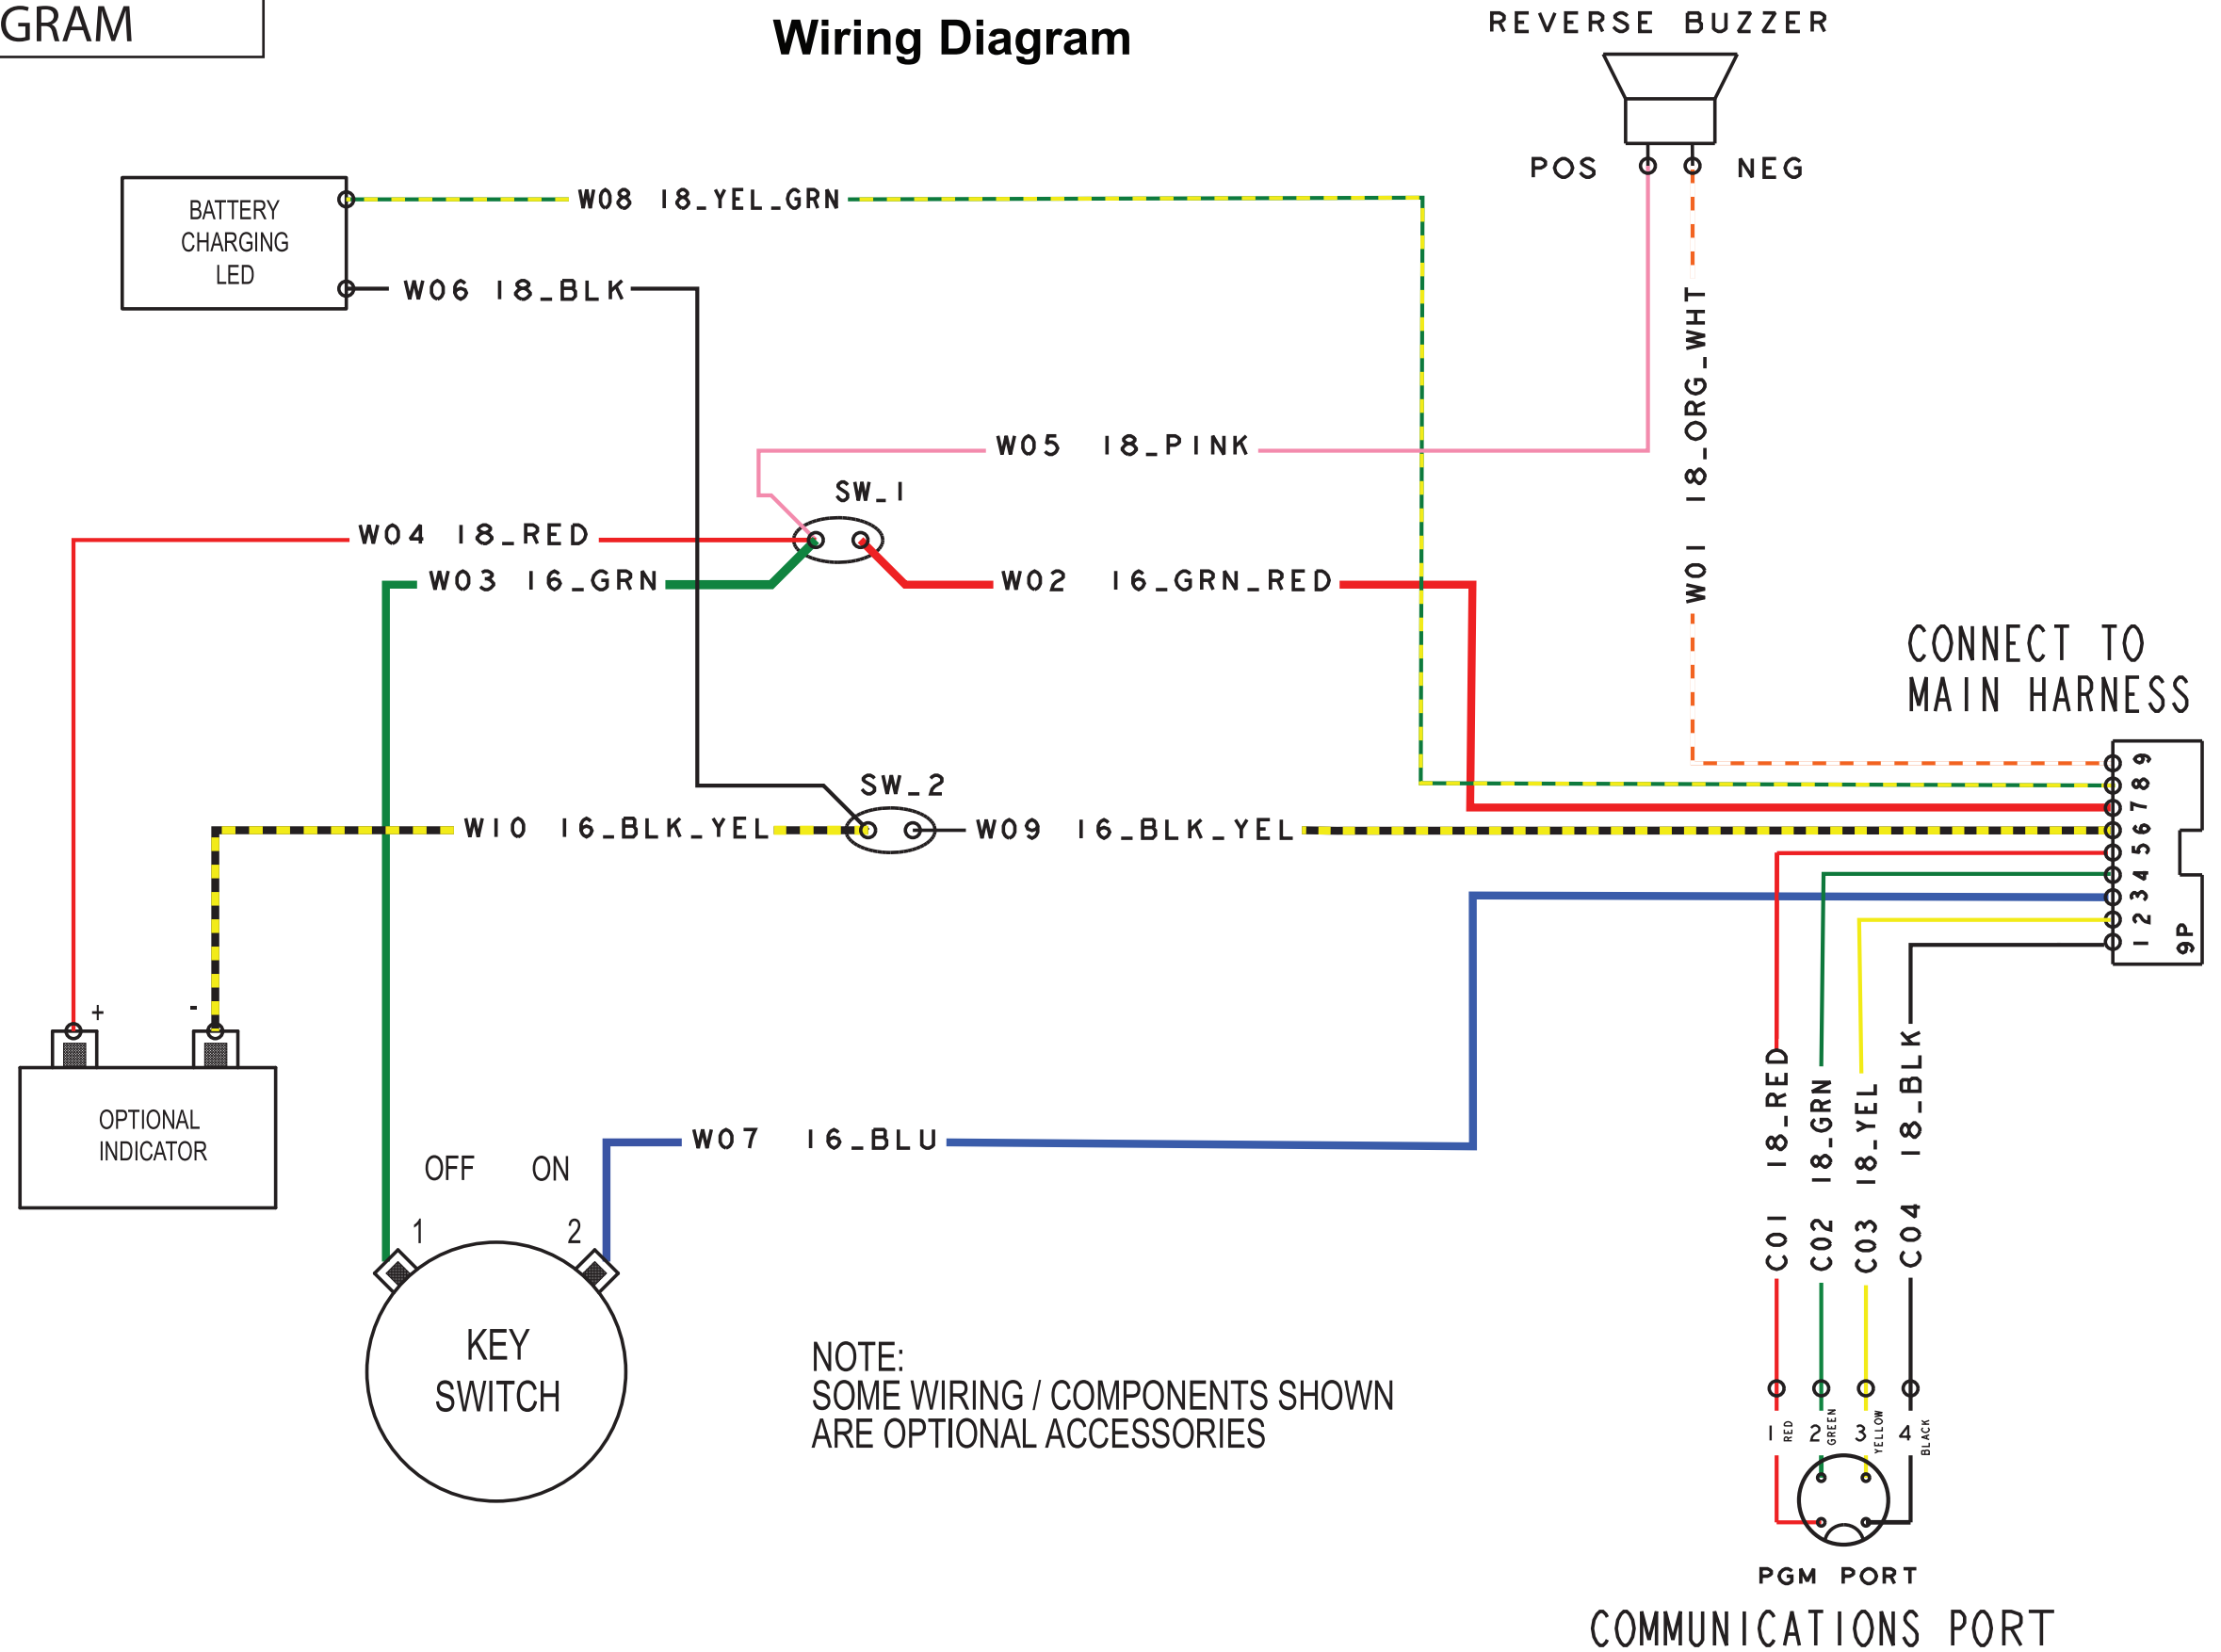 GRAM
Wiring Diagram
REVERSE BUZZER
POS
NEG
BATTERY
CHARGING
LED
W08 18_YEL_GRN
W06 18_BLK
W01 18_ORG_WHT
W05 18_PINK
SW_1
W04 18_RED
W03 16_GRN
W02 16_GRN_RED
CONNECT TO
MAIN HARNESS
9
8
7
6
5
4
3
2
1
9P
SW_2
W10 16_BLK_YEL
W09 16_BLK_YEL
+
-
OPTIONAL
INDICATOR
W07 16_BLU
OFF
ON
1
2
KEY
SWITCH
NOTE:
SOME WIRING / COMPONENTS SHOWN
ARE OPTIONAL ACCESSORIES
C01 18_RED
C02 18_GRN
C03 18_YEL
C04 18_BLK
1 RED
2 GREEN
3 YELLOW
4 BLACK
PGM PORT
COMMUNICATIONS PORT